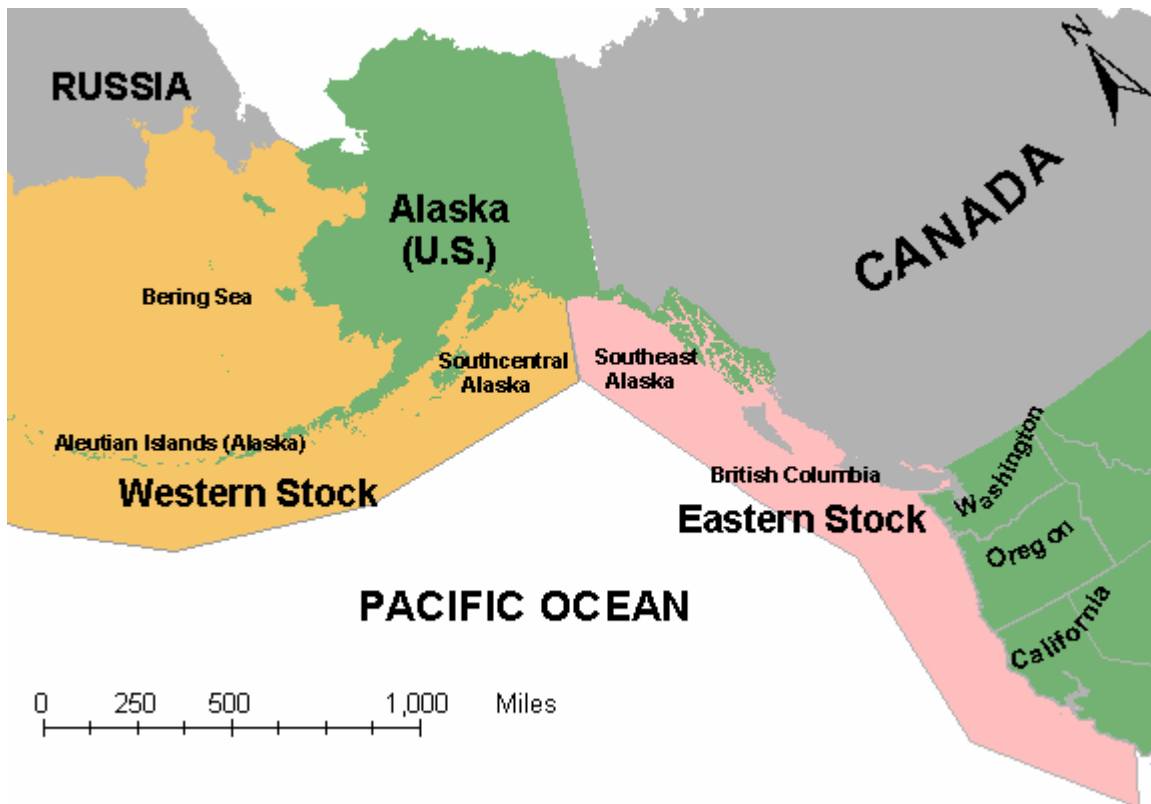 N
RUSSIA
CANADA
Alaska
(U.S.)
Bering Sea
Southcentral
Alaska
Southeast
Alaska
Aleutian Islands (Alaska)
Western Stock
British Columbia
Eastern Stock
Washington
Oregon
California
PACIFIC OCEAN
0 250 500 1,000 Miles